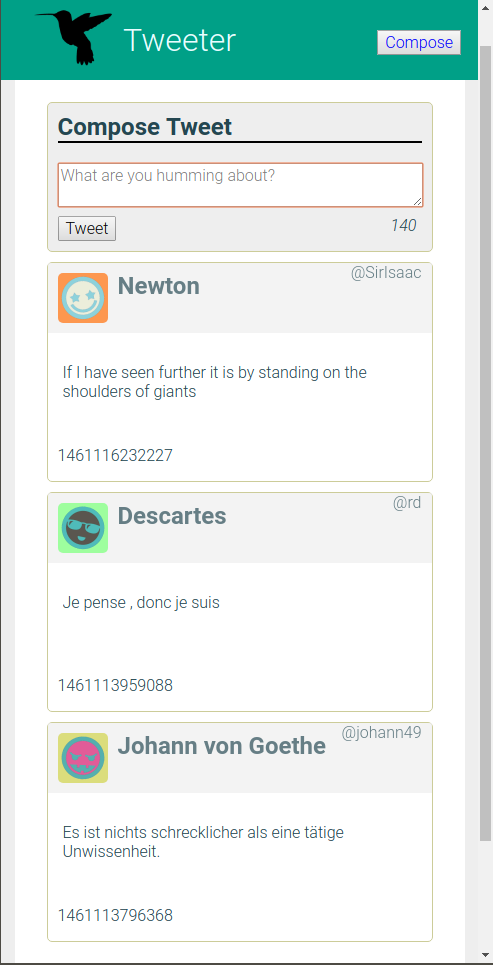 Tweeter
Compose
Compose Tweet
What are you humming about?
Tweet
140
Newton
@SirIsaac
If I have seen further it is by standing on the
shoulders of giants
1461116232227
Descartes
@rd
Je pense , donc je suis
1461113959088
Johann von Goethe
@johann49
Es ist nichts schrecklicher als eine tätige
Unwissenheit.
1461113796368